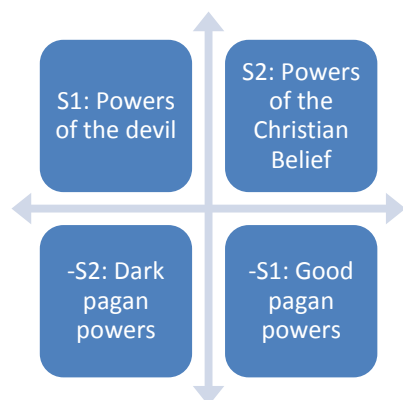 S1: Powers
of the devil
S2: Powers
of the
Christian
Belief
-S2: Dark
pagan
powers
-S1: Good
pagan
powers